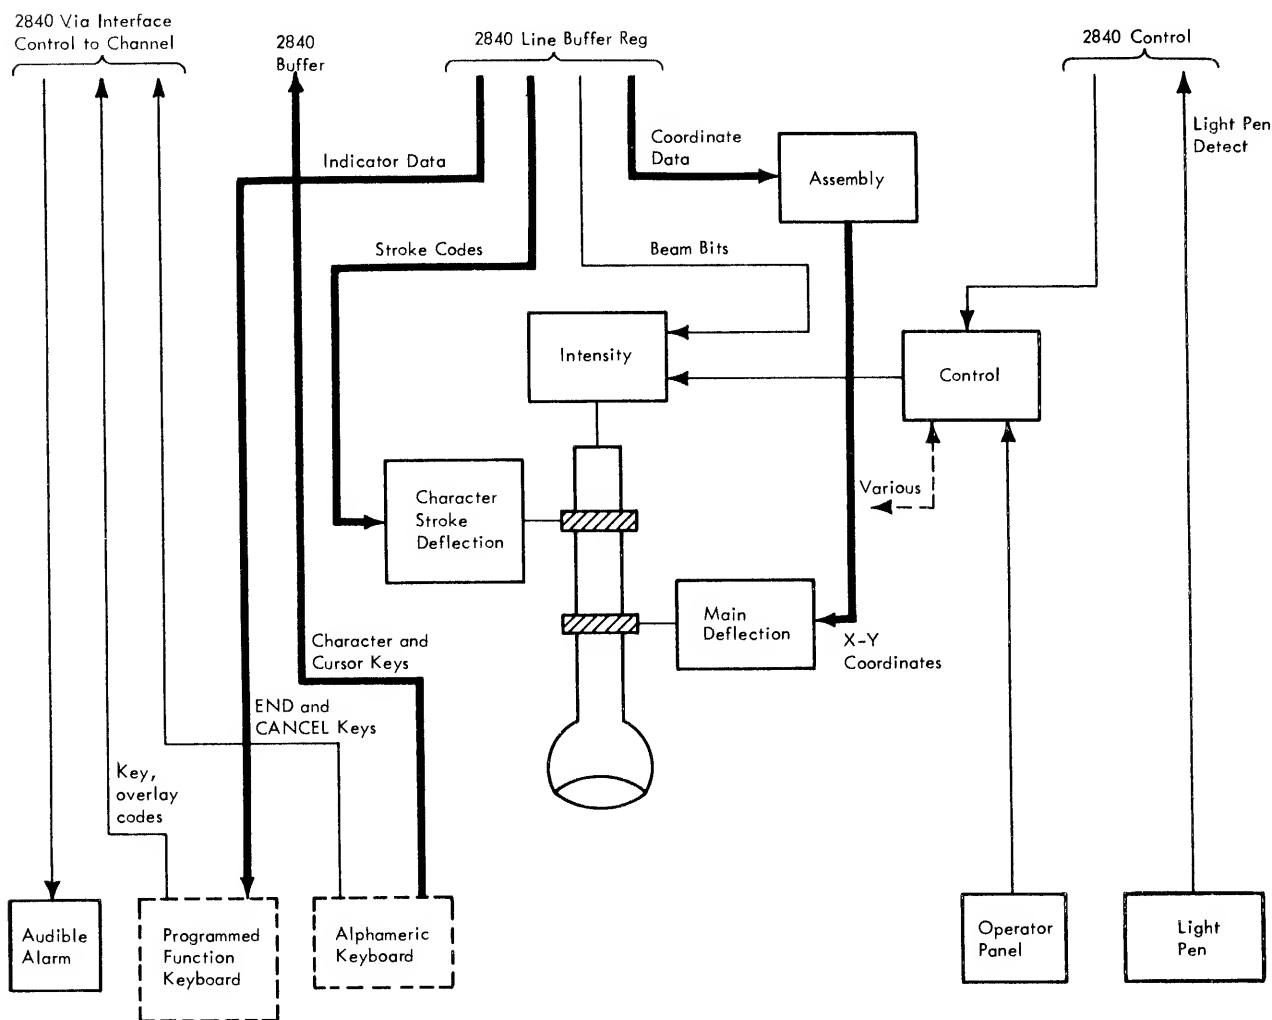 2840 Via Interface
Control to Channel
2840
Buffer
2840 Line Buffer Reg
2840 Control
Light Pen
Detect
Coordinate
Data
Indicator Data
Assembly
Stroke Codes
Beam Bits
Intensity
Control
Various
Character
Stroke
Deflection
Main
Deflection
X-Y
Coordinates
Character and
Cursor Keys
END and
CANCEL Keys
Key,
overlay
codes
Audible
Alarm
Programmed
Function
Keyboard
Alphameric
Keyboard
Operator
Panel
Light
Pen